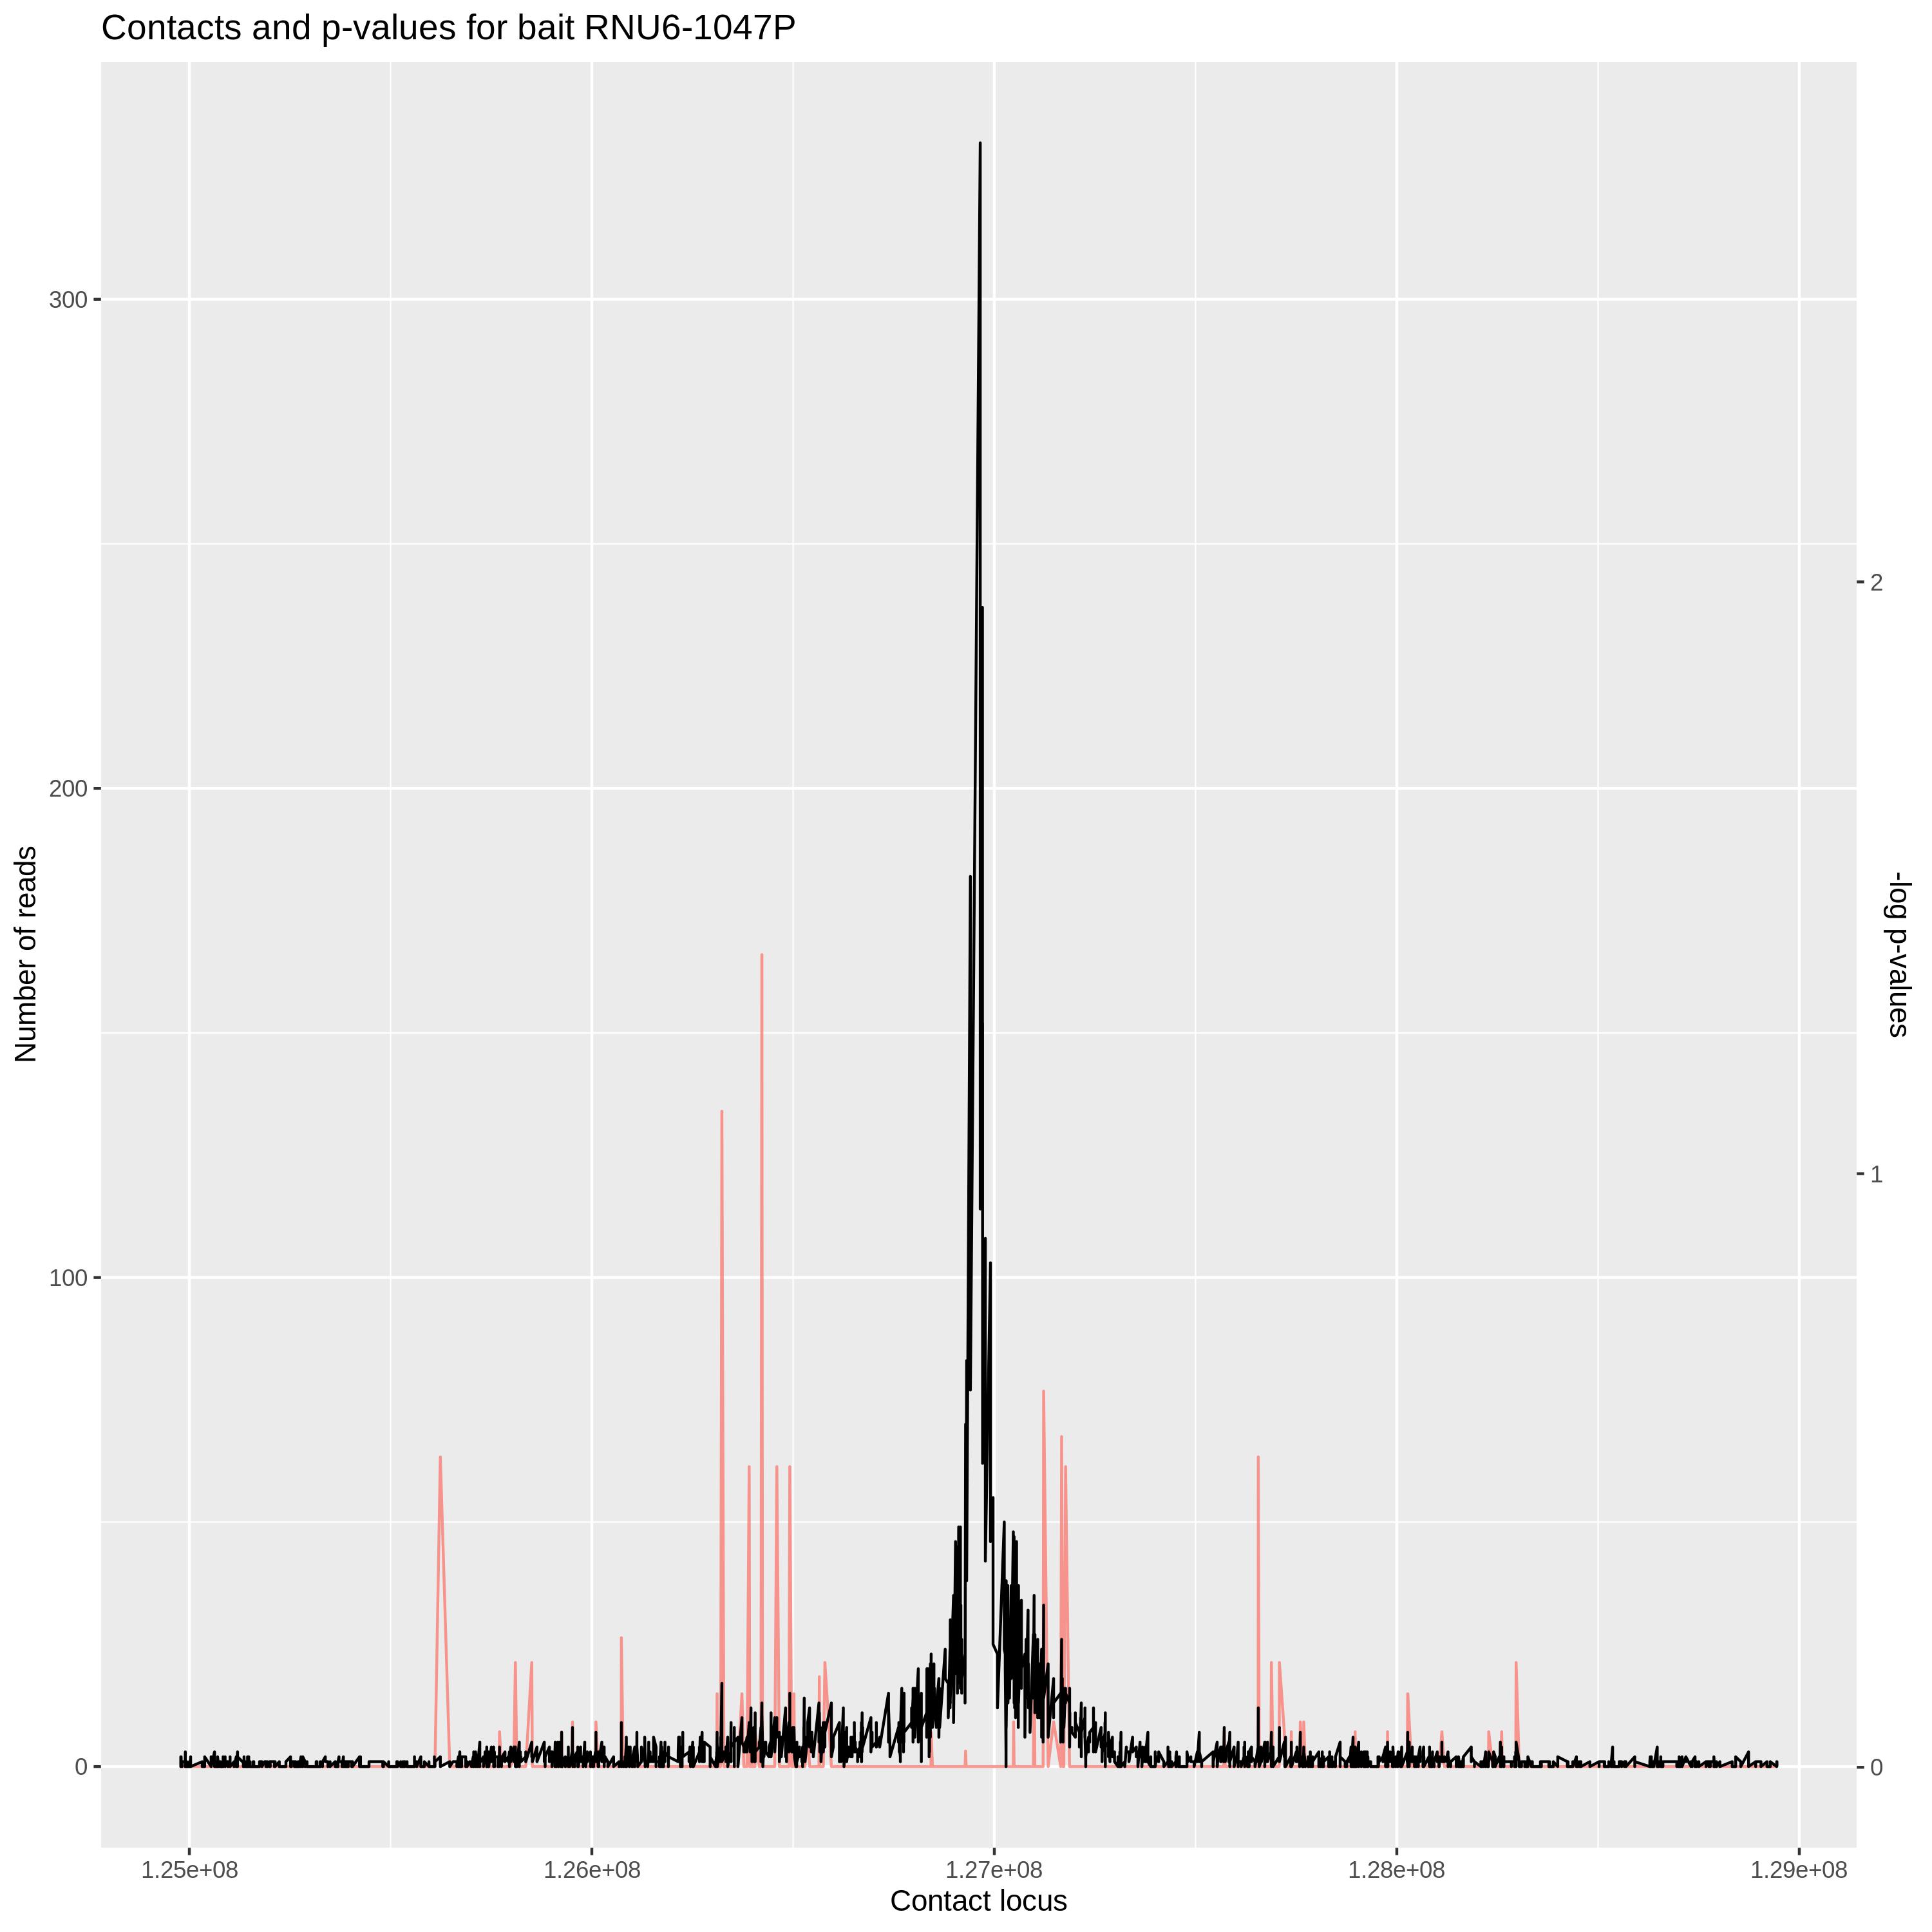 Contacts and p-values for bait RNU6-1047P
300
200
100
0
Number of reads
2
1
0
-log p-values
1.25e+08
1.26e+08
1.27e+08
1.28e+08
1.29e+08
Contact locus